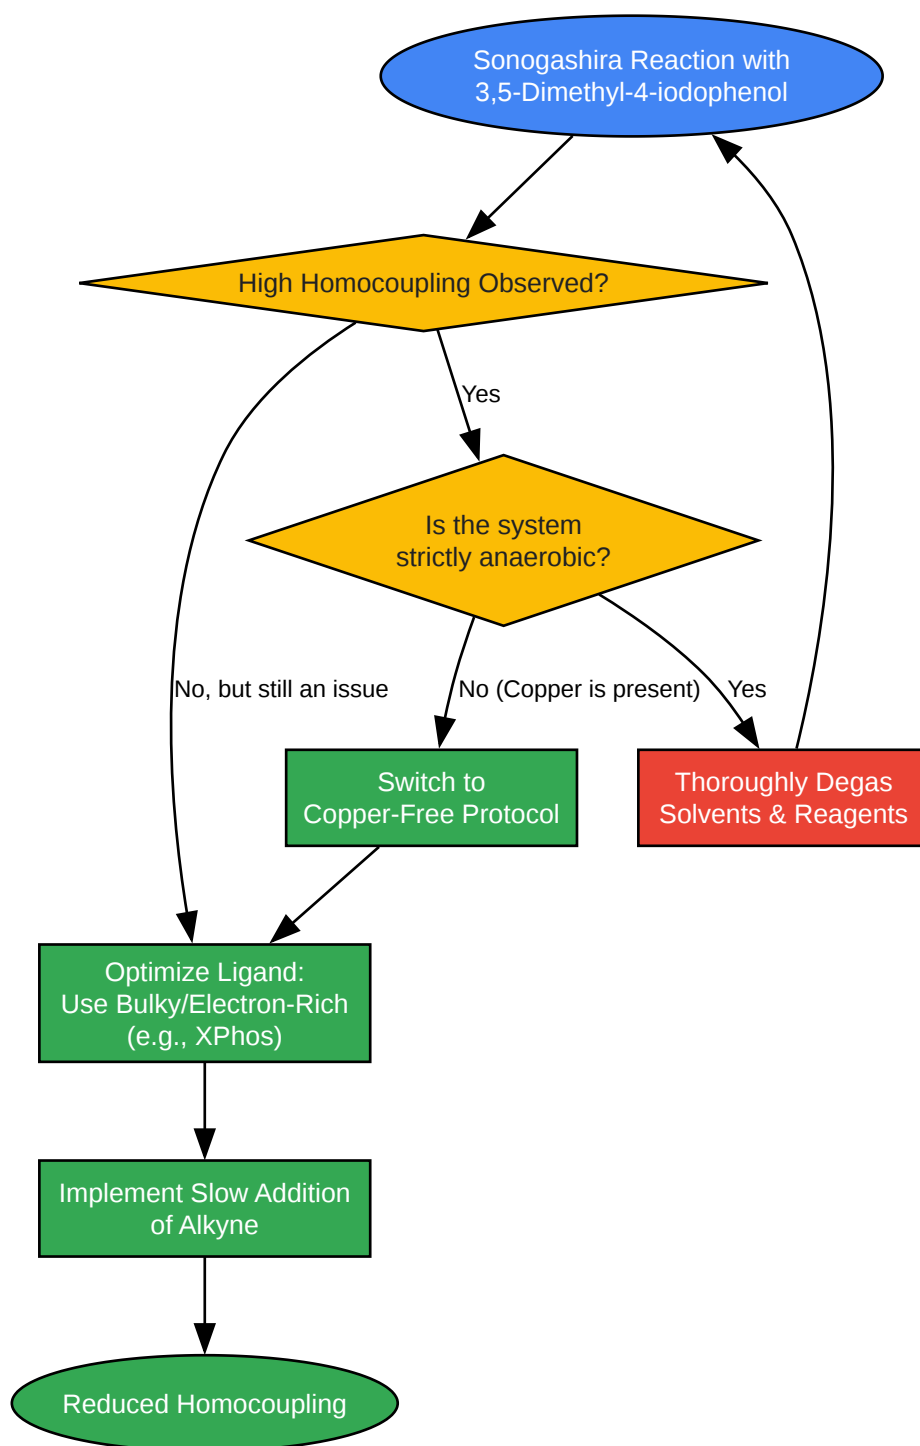 Sonogashira Reaction with
3,5-Dimethyl-4-iodophenol
High Homocoupling Observed?
Yes
Is the system
strictly anaerobic?
No, but still an issue
No (Copper is present)
Yes
Switch to
Copper-Free Protocol
Thoroughly Degas
Solvents & Reagents
Optimize Ligand:
Use Bulky/Electron-Rich
(e.g., XPhos)
Implement Slow Addition
of Alkyne
Reduced Homocoupling